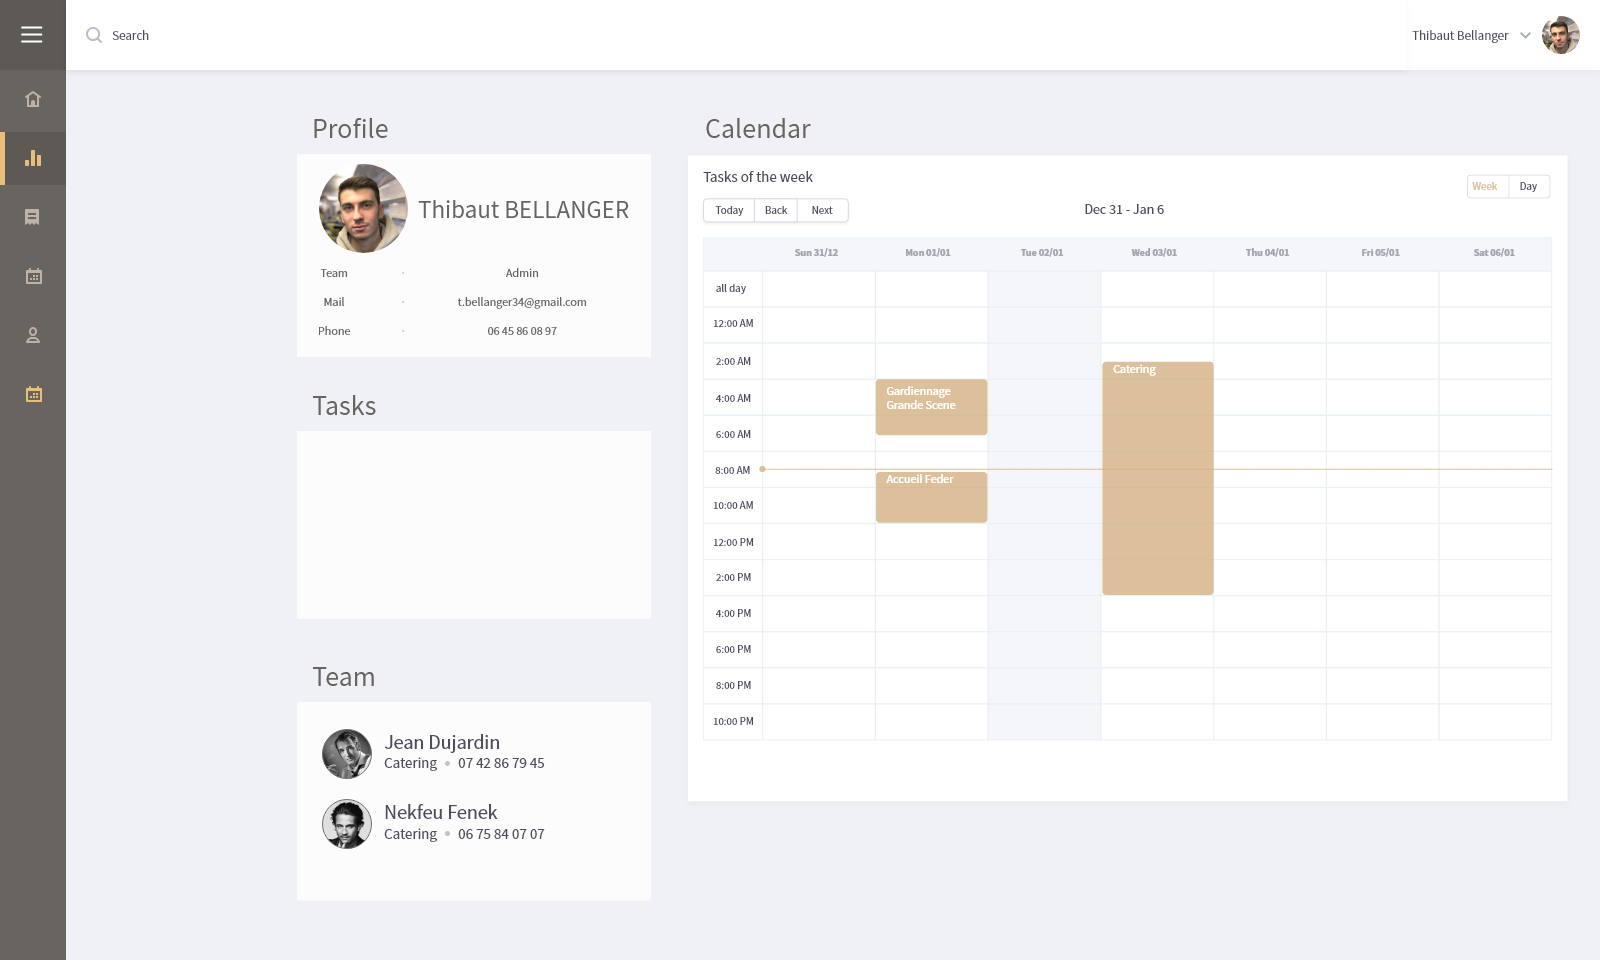 Search
Thibaut Bellanger
Profile
Thibaut BELLANGER
Team · Admin
Mail · t.bellanger34@gmail.com
Phone · 06 45 86 08 97
Tasks
Team
Jean Dujardin
Catering • 07 42 86 79 45
Nekfeu Fenek
Catering • 06 75 84 07 07
Calendar
Tasks of the week
Week Day
Today Back Next
Dec 31 - Jan 6
Sun 31/12 Mon 01/01 Tue 02/01 Wed 03/01 Thu 04/01 Fri 05/01 Sat 06/01
all day
12:00 AM
2:00 AM
Catering
4:00 AM
Gardiennage
Grande Scene
6:00 AM
8:00 AM
Accueil Feder
10:00 AM
12:00 PM
2:00 PM
4:00 PM
6:00 PM
8:00 PM
10:00 PM